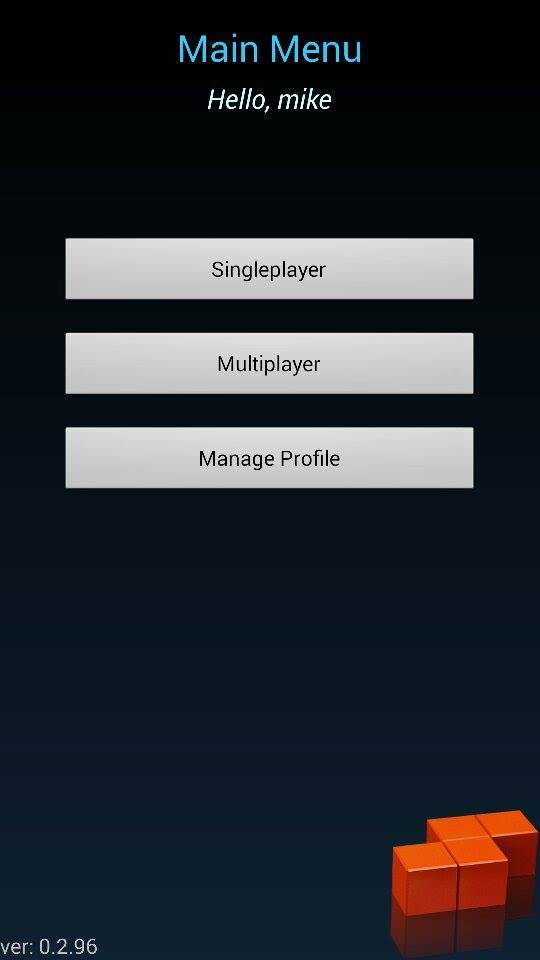 Main Menu
Hello, mike
Singleplayer
Multiplayer
Manage Profile
ver: 0.2.96